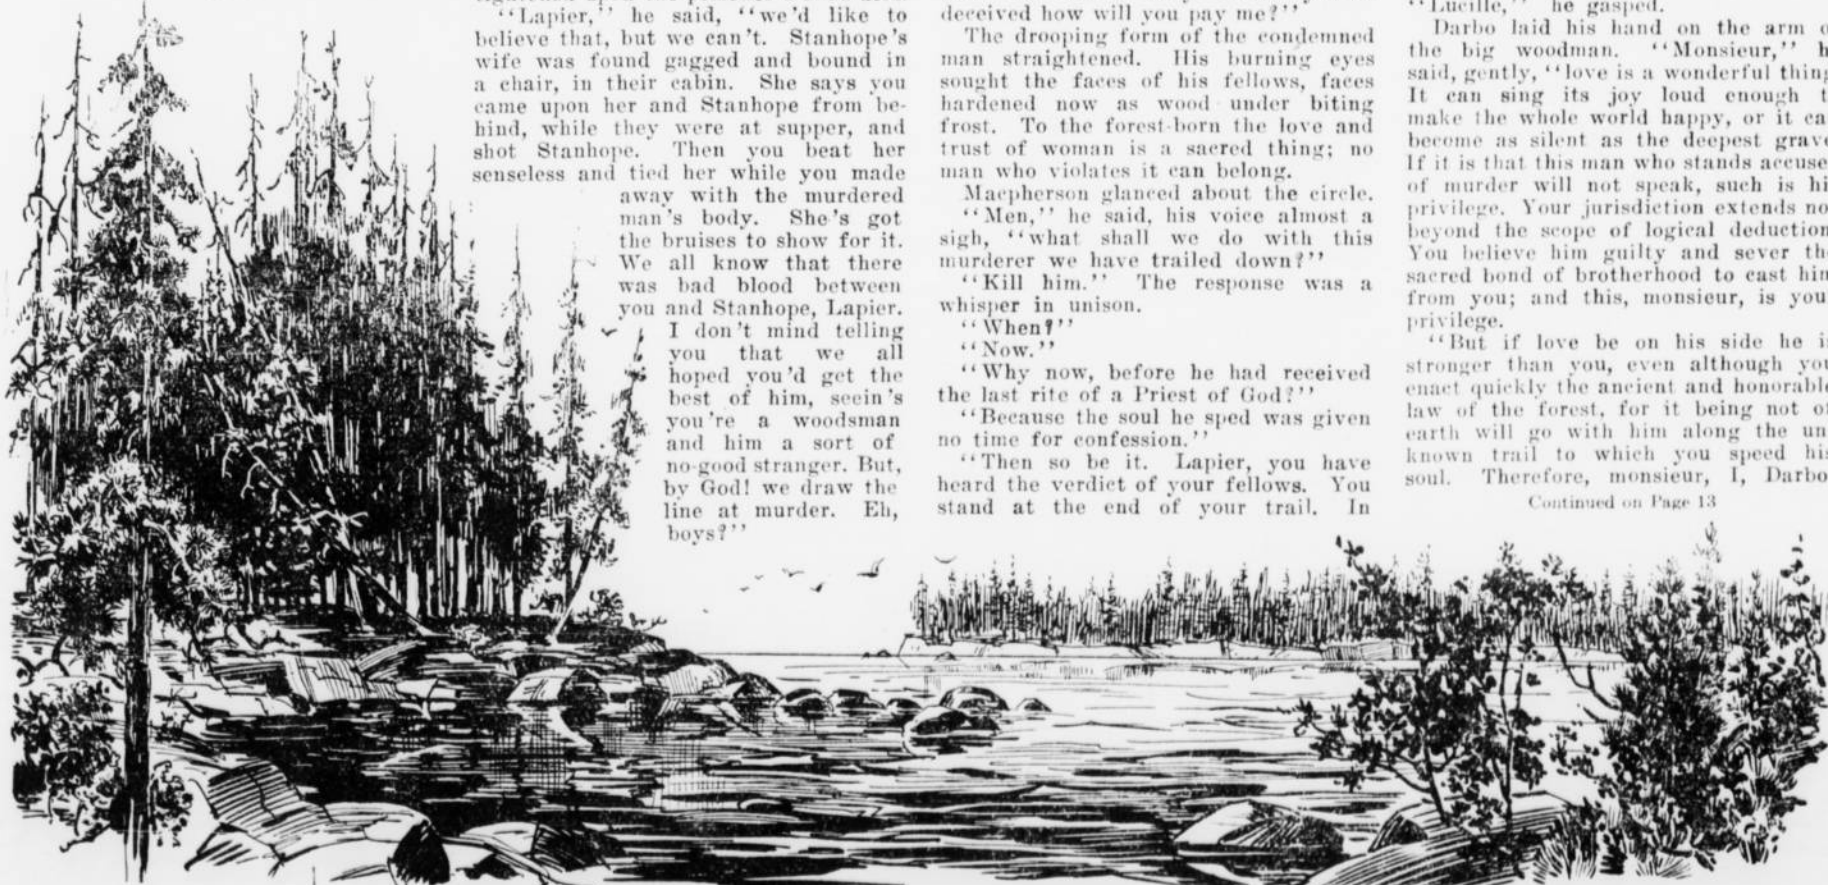 "Lapier," he said, "we'd like to
believe that, but we can't. Stanhope's
wife was found gagged and bound in
a chair, in their cabin. She says you
came upon her and Stanhope from be-
hind, while they were at supper, and
shot Stanhope. Then you beat her
senseless and tied her while you made
away with the murdered
man's body. She's got
the bruises to show for it.
We all know that there
was bad blood between
you and Stanhope, Lapier.
I don't mind telling
you that we all
hoped you'd get the
best of him, seein's
you're a woodsman
and him a sort of
no-good stranger. But,
by God! we draw the
line at murder. Eh,
boys?"
deceived how will you pay me?"
The drooping form of the condemned
man straightened. His burning eyes
sought the faces of his fellows, faces
hardened now as wood under biting
frost. To the forest-born the love and
trust of woman is a sacred thing; no
man who violates it can belong.
Macpherson glanced about the circle.
"Men," he said, his voice almost a
sigh, "what shall we do with this
murderer we have trailed down?"
"Kill him." The response was a
whisper in unison.
"When?"
"Now."
"Why now, before he had received
the last rite of a Priest of God?"
"Because the soul he sped was given
no time for confession."
"Then so be it. Lapier, you have
heard the verdict of your fellows. You
stand at the end of your trail. In
"Lucille," he gasped.
Darbo laid his hand on the arm o
the big woodman. "Monsieur," h
said, gently, "love is a wonderful thing
It can sing its joy loud enough t
make the whole world happy, or it ca
become as silent as the deepest grave
If it is that this man who stands accuse
of murder will not speak, such is hi
privilege. Your jurisdiction extends no
beyond the scope of logical deduction
You believe him guilty and sever th
sacred bond of brotherhood to cast him
from you; and this, monsieur, is you
privilege.
"But if love be on his side he i
stronger than you, even although you
enact quickly the ancient and honorable
law of the forest, for it being not of
earth will go with him along the un
known trail to which you speed his
soul. Therefore, monsieur, I, Darbo
Continued on Page 13